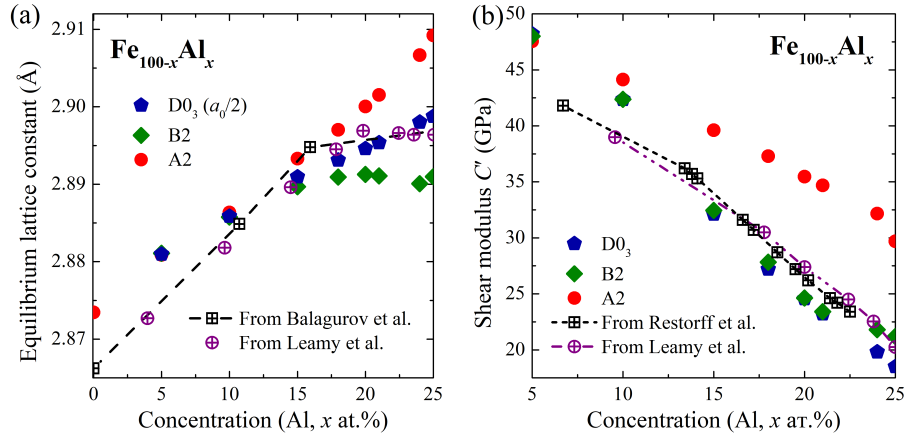 (a)
Fe100-xAlx
D03 (a0/2)
B2
A2
From Balagurov et al.
From Leamy et al.
Equilibrium lattice constant (Å)
2.91
2.90
2.89
2.88
2.87
0 5 10 15 20 25
Concentration (Al, x at.%)
(b)
Fe100-xAlx
D03
B2
A2
From Restorff et al.
From Leamy et al.
Shear modulus C′ (GPa)
50
45
40
35
30
25
20
5 10 15 20 25
Concentration (Al, x ат.%)